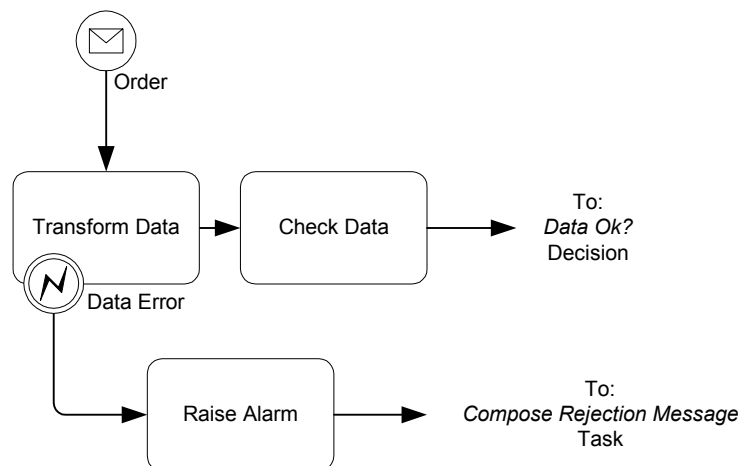 Order
Transform Data
Check Data
To:
Data Ok?
Decision
Data Error
Raise Alarm
To:
Compose Rejection Message
Task